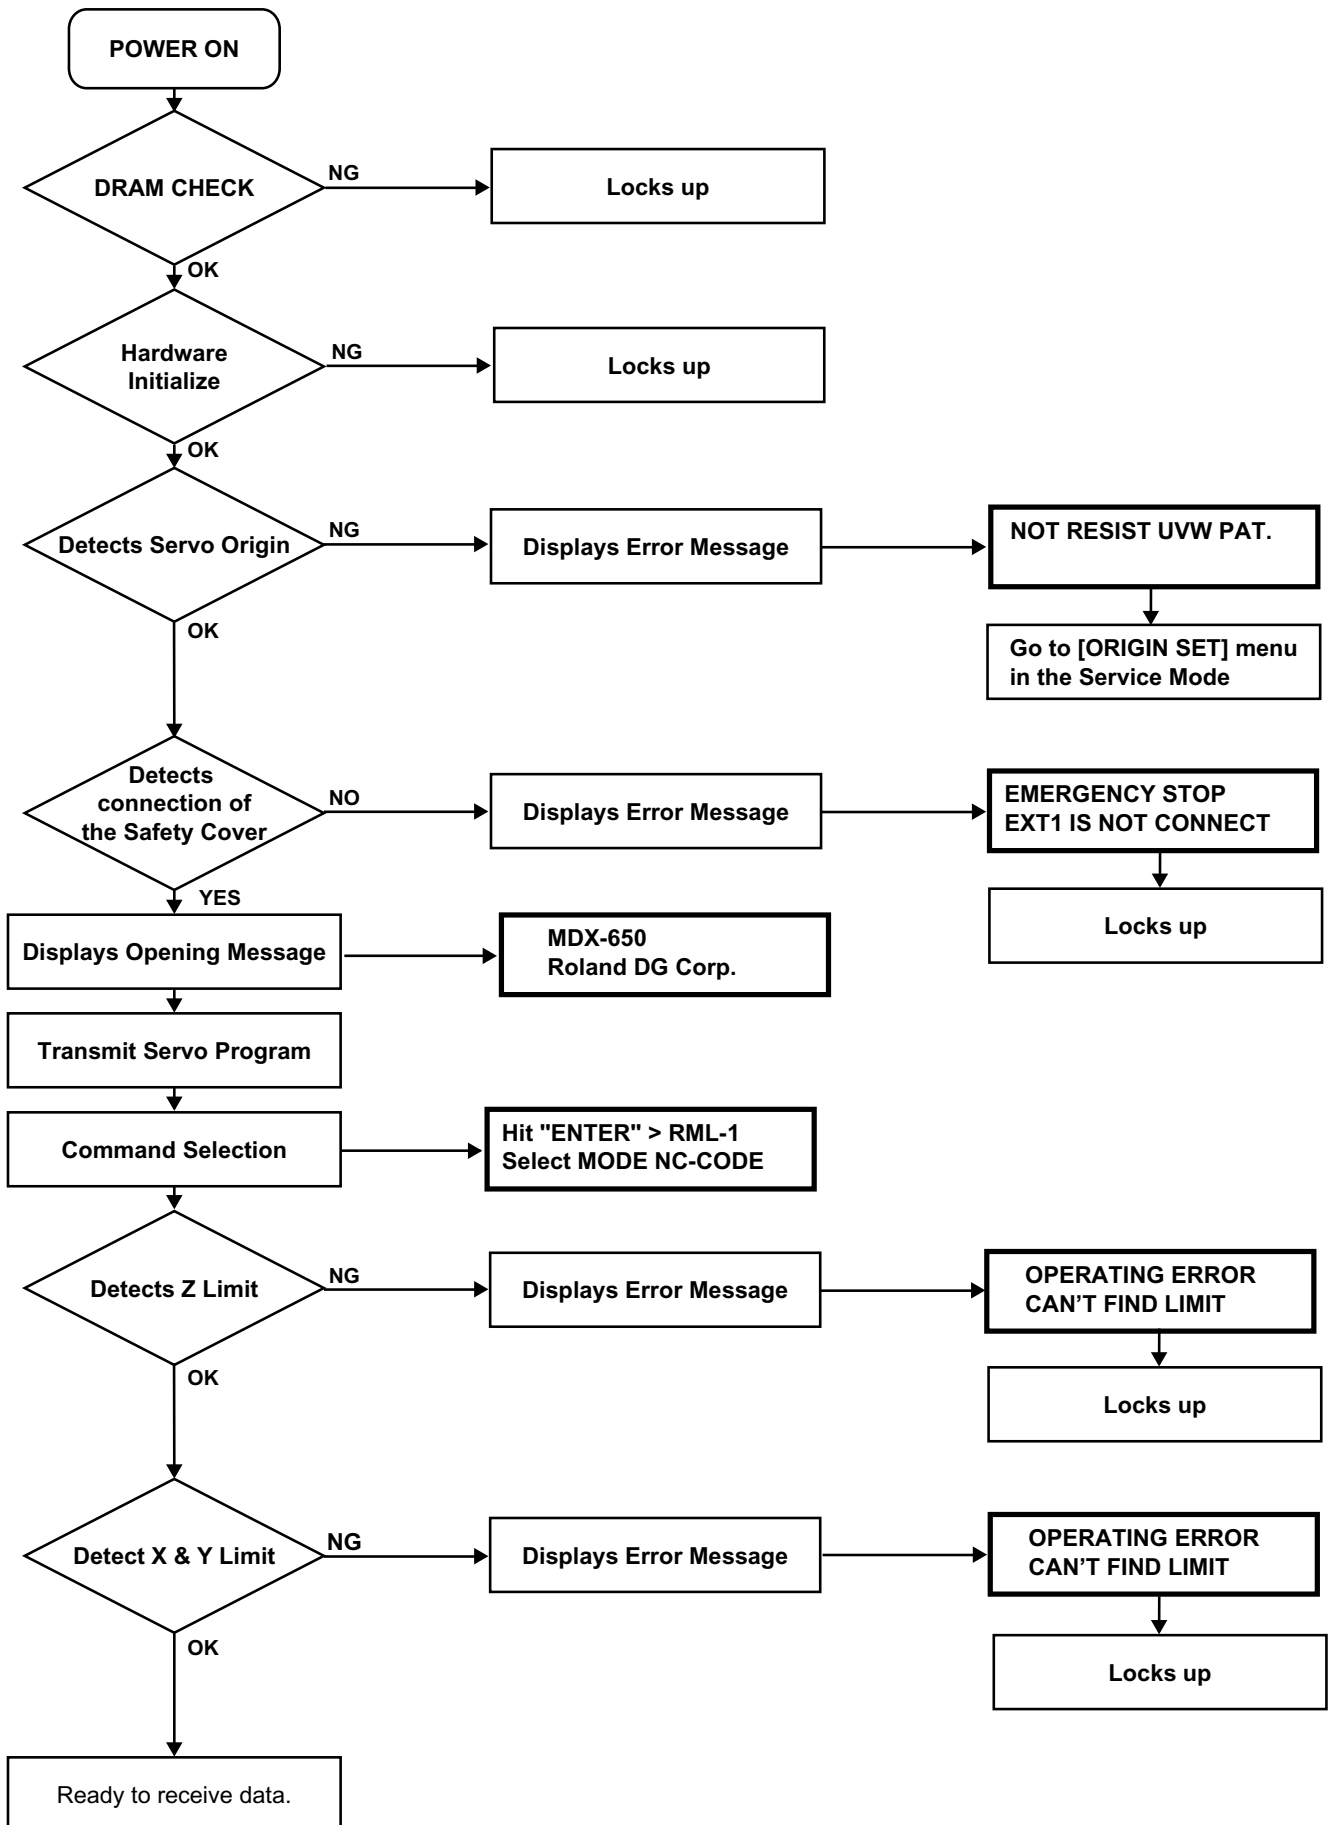 POWER ON
DRAM CHECK
NG
Locks up
OK
Hardware
Initialize
NG
Locks up
OK
Detects Servo Origin
NG
Displays Error Message
NOT RESIST UVW PAT.
Go to [ORIGIN SET] menu
in the Service Mode
OK
Detects
connection of
the Safety Cover
NO
Displays Error Message
EMERGENCY STOP
EXT1 IS NOT CONNECT
Locks up
YES
Displays Opening Message
MDX-650
Roland DG Corp.
Transmit Servo Program
Command Selection
Hit "ENTER" > RML-1
Select MODE NC-CODE
Detects Z Limit
NG
Displays Error Message
OPERATING ERROR
CAN'T FIND LIMIT
Locks up
OK
Detect X & Y Limit
NG
Displays Error Message
OPERATING ERROR
CAN'T FIND LIMIT
Locks up
OK
Ready to receive data.